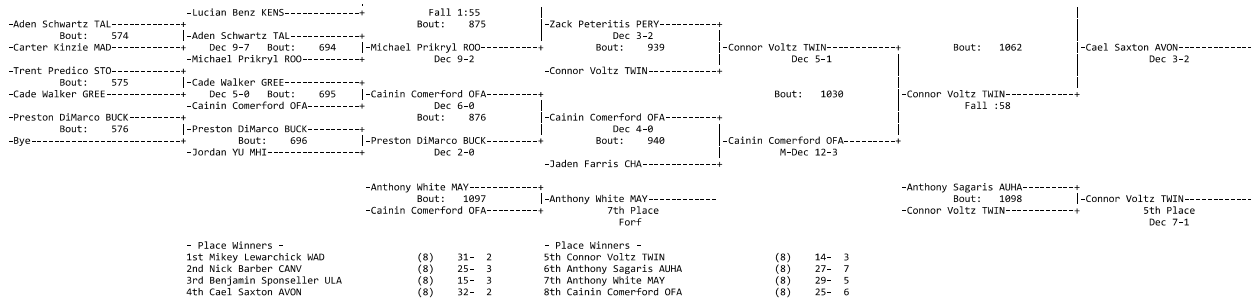 -Lucian Benz KENS------------+ Fall 1:55 |
-Aden Schwartz TAL------------+ Bout: 875 |-Zack Peteritis PERY---------+ |
Bout: 574 |-Aden Schwartz TAL-----------+ | Dec 3-2 | |
-Carter Kinzie MAD------------+ Dec 9-7 Bout: 694 |-Michael Prikryl ROO----------+ Bout: 939 |-Connor Voltz TWIN-----------+ Bout: 1062 |-Cael Saxton AVON------------
-Michael Prikryl ROO---------+ Dec 9-2 | Dec 5-1 | | Dec 3-2
-Trent Predico STO------------+ -Connor Voltz TWIN-----------+ | |
Bout: 575 |-Cade Walker GREE------------+ | |
-Cade Walker GREE-------------+ Dec 5-0 Bout: 695 |-Cainin Comerford OFA---------+ Bout: 1030 |-Connor Voltz TWIN-----------+
-Cainin Comerford OFA--------+ Dec 6-0 | | Fall :58
-Preston DiMarco BUCK---------+ Bout: 876 |-Cainin Comerford OFA--------+ |
Bout: 576 |-Preston DiMarco BUCK--------+ | Dec 4-0 | |
-Bye--------------------------+ Bout: 696 |-Preston DiMarco BUCK---------+ Bout: 940 |-Cainin Comerford OFA--------+
-Jordan YU MHI---------------+ Dec 2-0 | M-Dec 12-3
-Jaden Farris CHA------------+
-Anthony White MAY-----------+ -Anthony Sagaris AUHA--------+
Bout: 1097 |-Anthony White MAY----------- Bout: 1098 |-Connor Voltz TWIN-----------
-Cainin Comerford OFA---------+ 7th Place -Connor Voltz TWIN-----------+ 5th Place
Forf Dec 7-1
- Place Winners - - Place Winners -
1st Mikey Lewarchick WAD (8) 31- 2 5th Connor Voltz TWIN (8) 14- 3
2nd Nick Barber CANV (8) 25- 3 6th Anthony Sagaris AUHA (8) 27- 7
3rd Benjamin Sponseller ULA (8) 15- 3 7th Anthony White MAY (8) 29- 5
4th Cael Saxton AVON (8) 32- 2 8th Cainin Comerford OFA (8) 25- 6